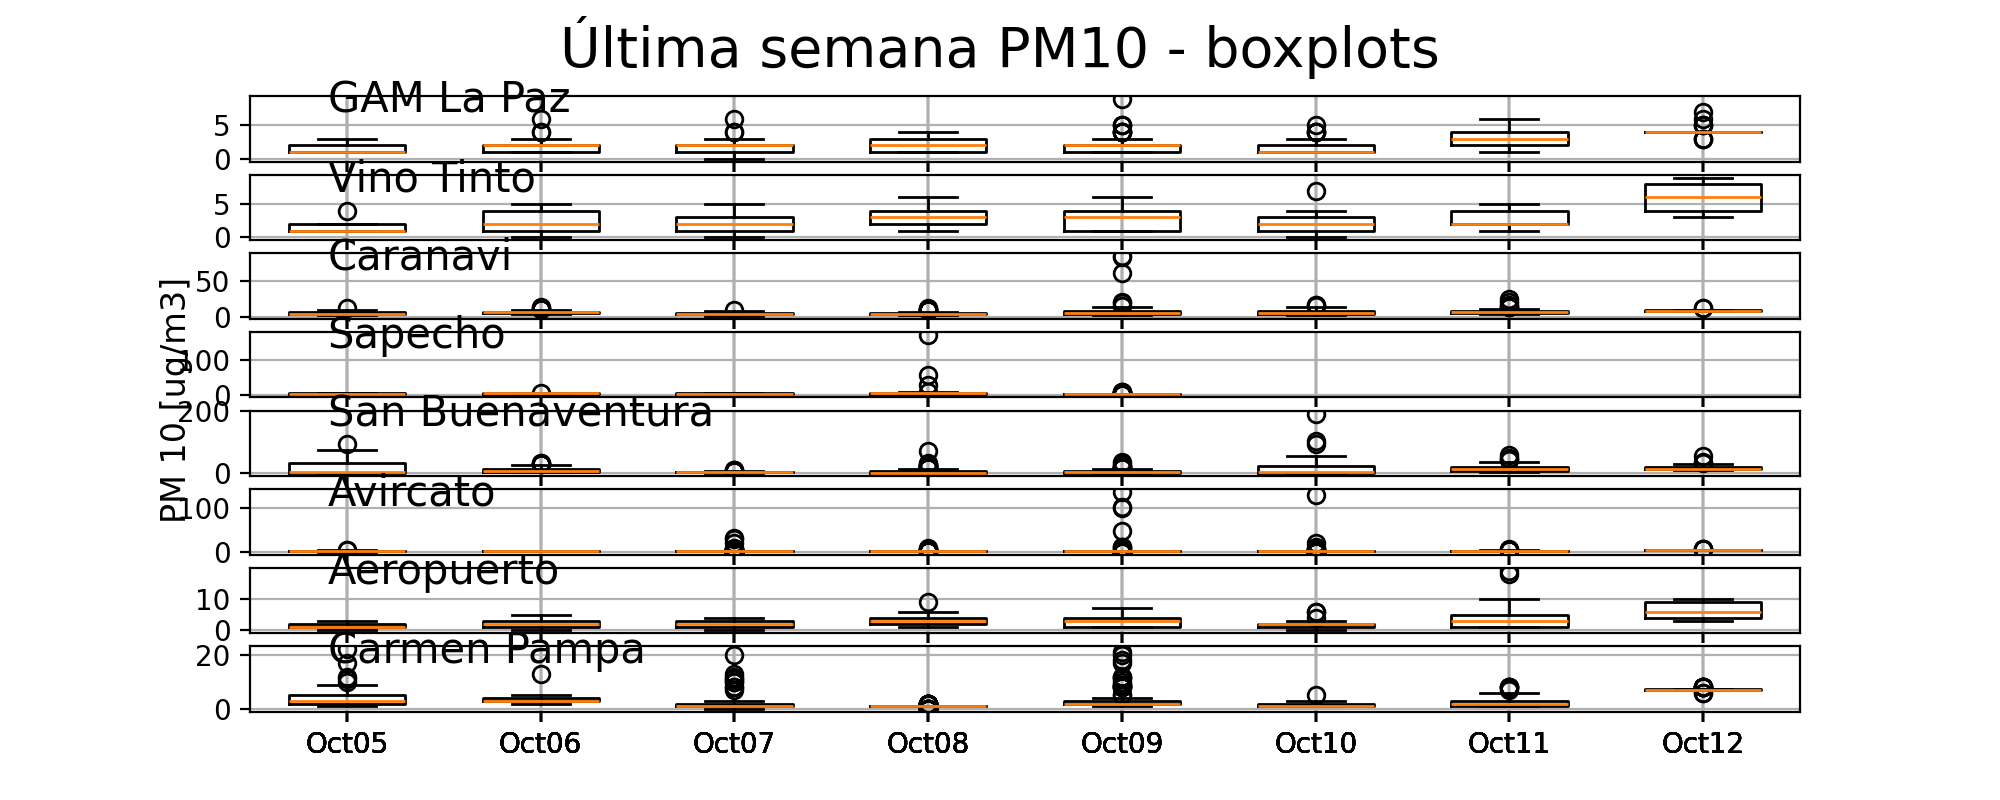 Última semana PM10 - boxplots
PM 10 [ug/m3]
GAM La Paz
5
0
Vino Tinto
5
0
Caranavi
50
0
Sapecho
100
0
San Buenaventura
200
0
Avircato
100
0
Aeropuerto
10
0
Carmen Pampa
20
0
Oct05 Oct06 Oct07 Oct08 Oct09 Oct10 Oct11 Oct12